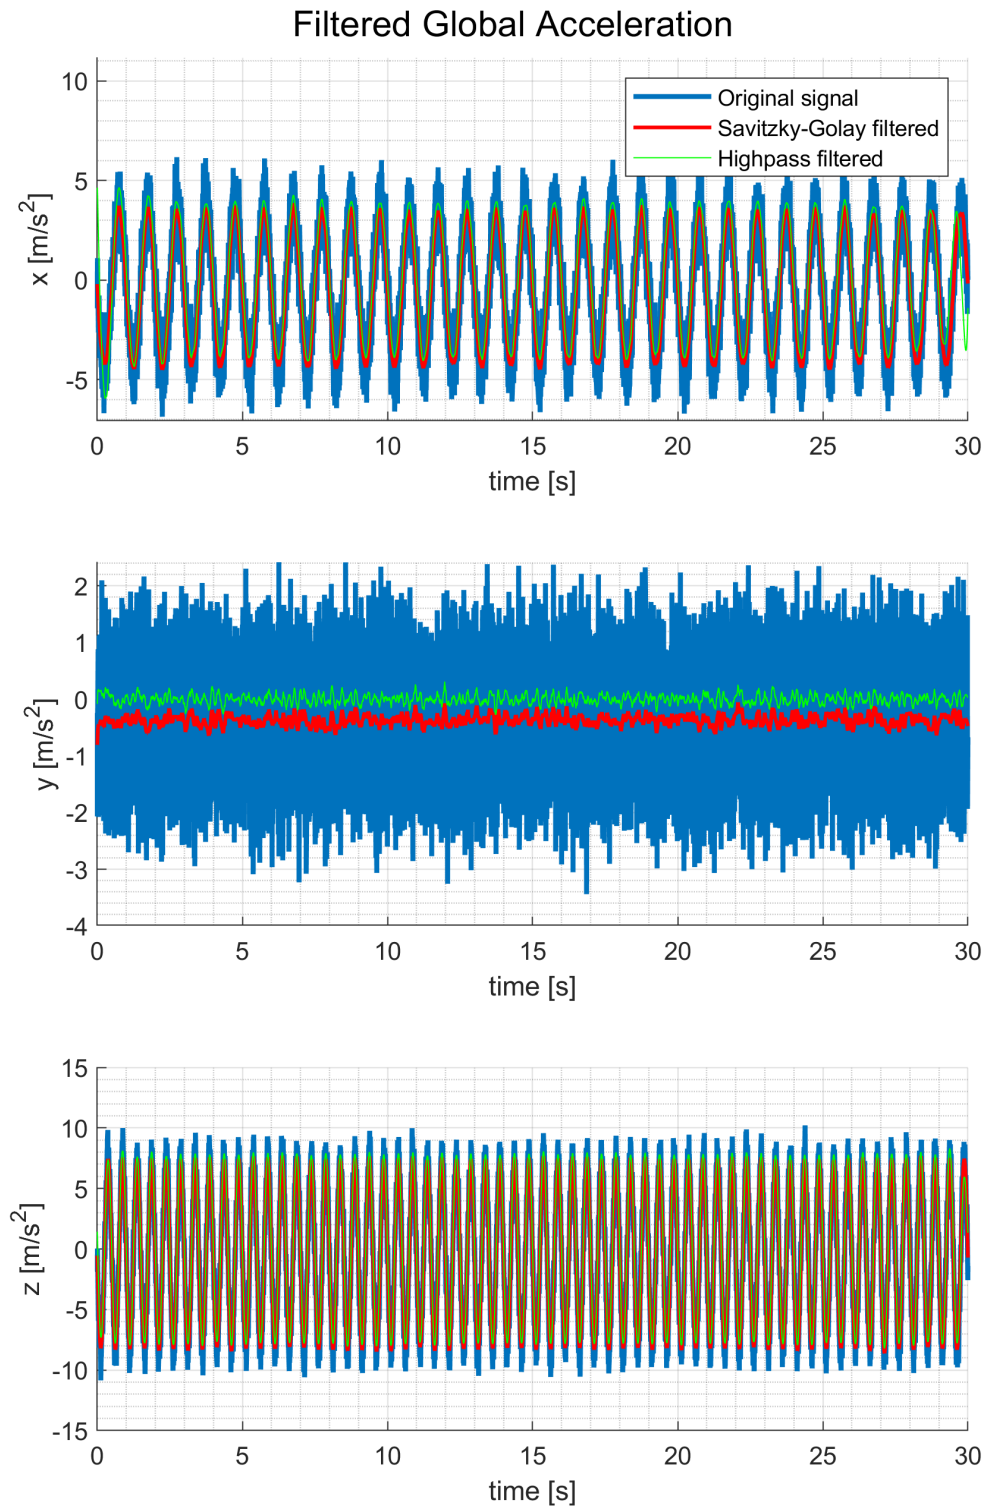 Filtered Global Acceleration
10
5
0
-5
x [m/s²]
Original signal
Savitzky-Golay filtered
Highpass filtered
0 5 10 15 20 25 30
time [s]
2
1
0
-1
-2
-3
-4
y [m/s²]
0 5 10 15 20 25 30
time [s]
15
10
5
0
-5
-10
-15
z [m/s²]
0 5 10 15 20 25 30
time [s]